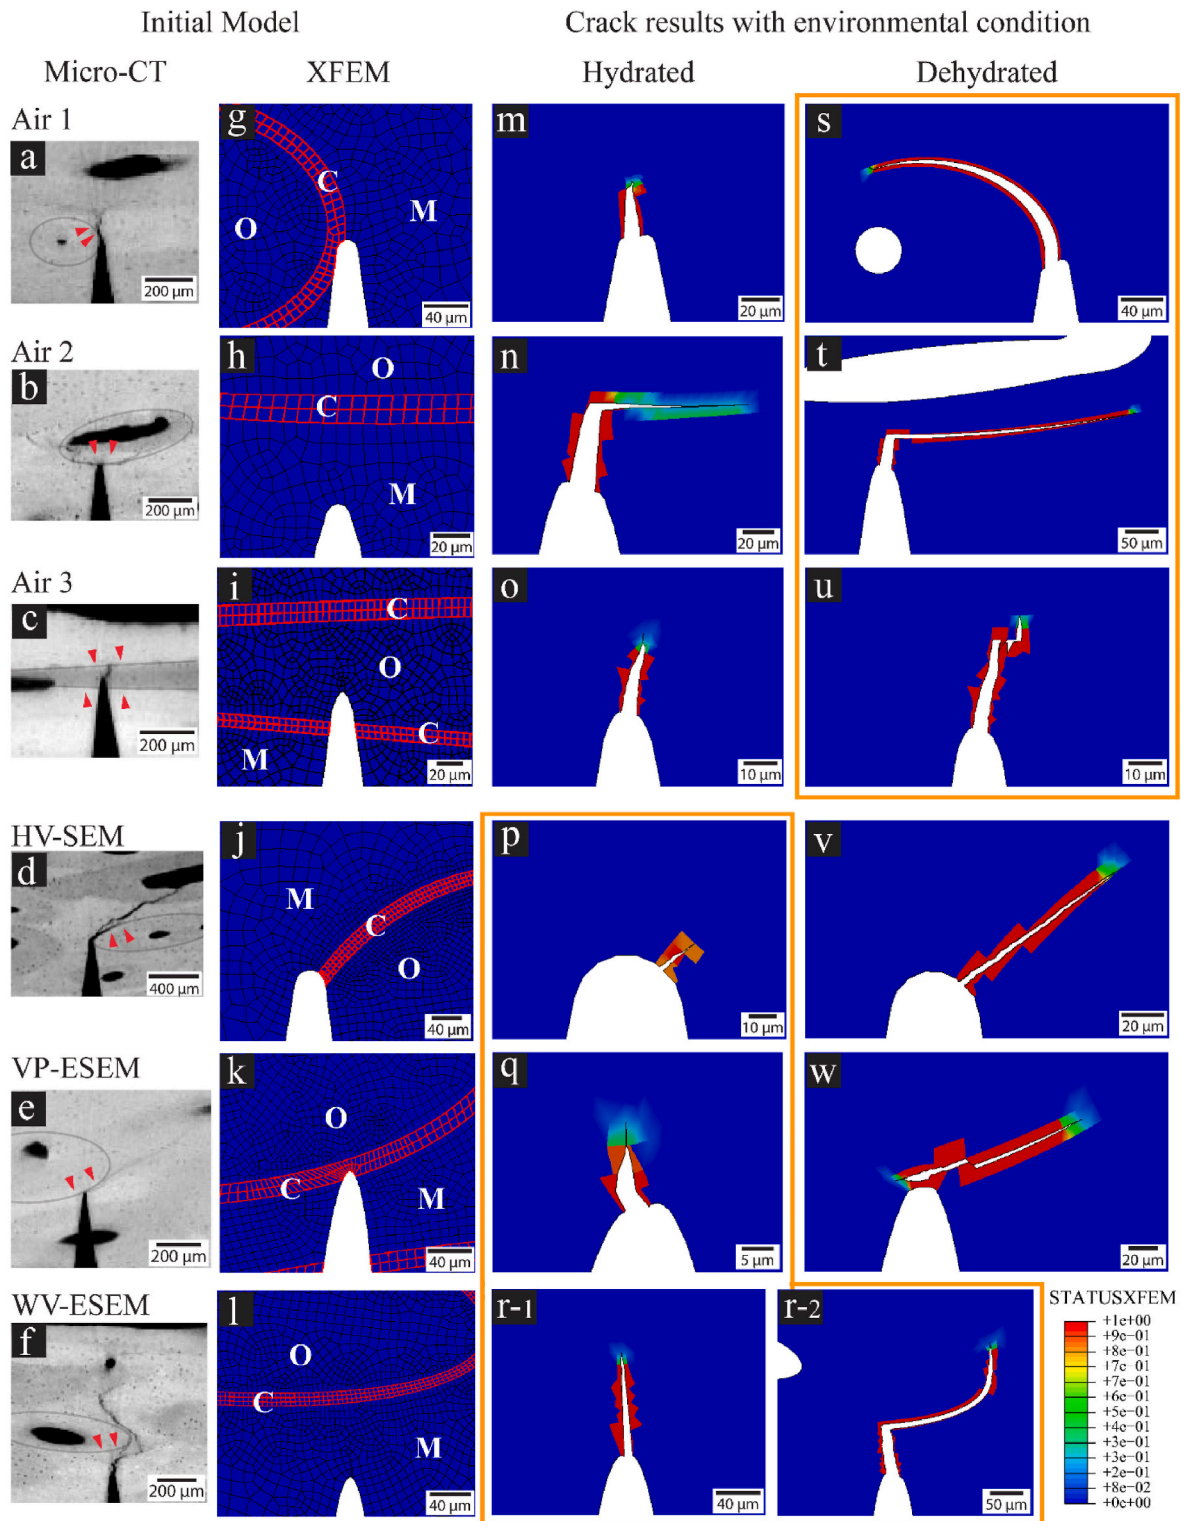 Initial Model
Crack results with environmental condition
Micro-CT
XFEM
Hydrated
Dehydrated
Air 1
a
200 μm
g
C
O
M
40 μm
m
20 μm
s
40 μm
Air 2
b
200 μm
h
O
C
M
20 μm
n
20 μm
t
50 μm
Air 3
c
200 μm
i
C
O
C
M
20 μm
o
10 μm
u
10 μm
HV-SEM
d
400 μm
j
M
C
O
40 μm
p
10 μm
v
20 μm
VP-ESEM
e
200 μm
k
O
C
M
40 μm
q
5 μm
w
20 μm
WV-ESEM
f
200 μm
l
O
C
M
40 μm
r-1
40 μm
r-2
50 μm
STATUSXFEM
+1e+00
+9e-01
+8e-01
+7e-01
+7e-01
+6e-01
+5e-01
+4e-01
+3e-01
+3e-01
+2e-01
+8e-02
+0e+00